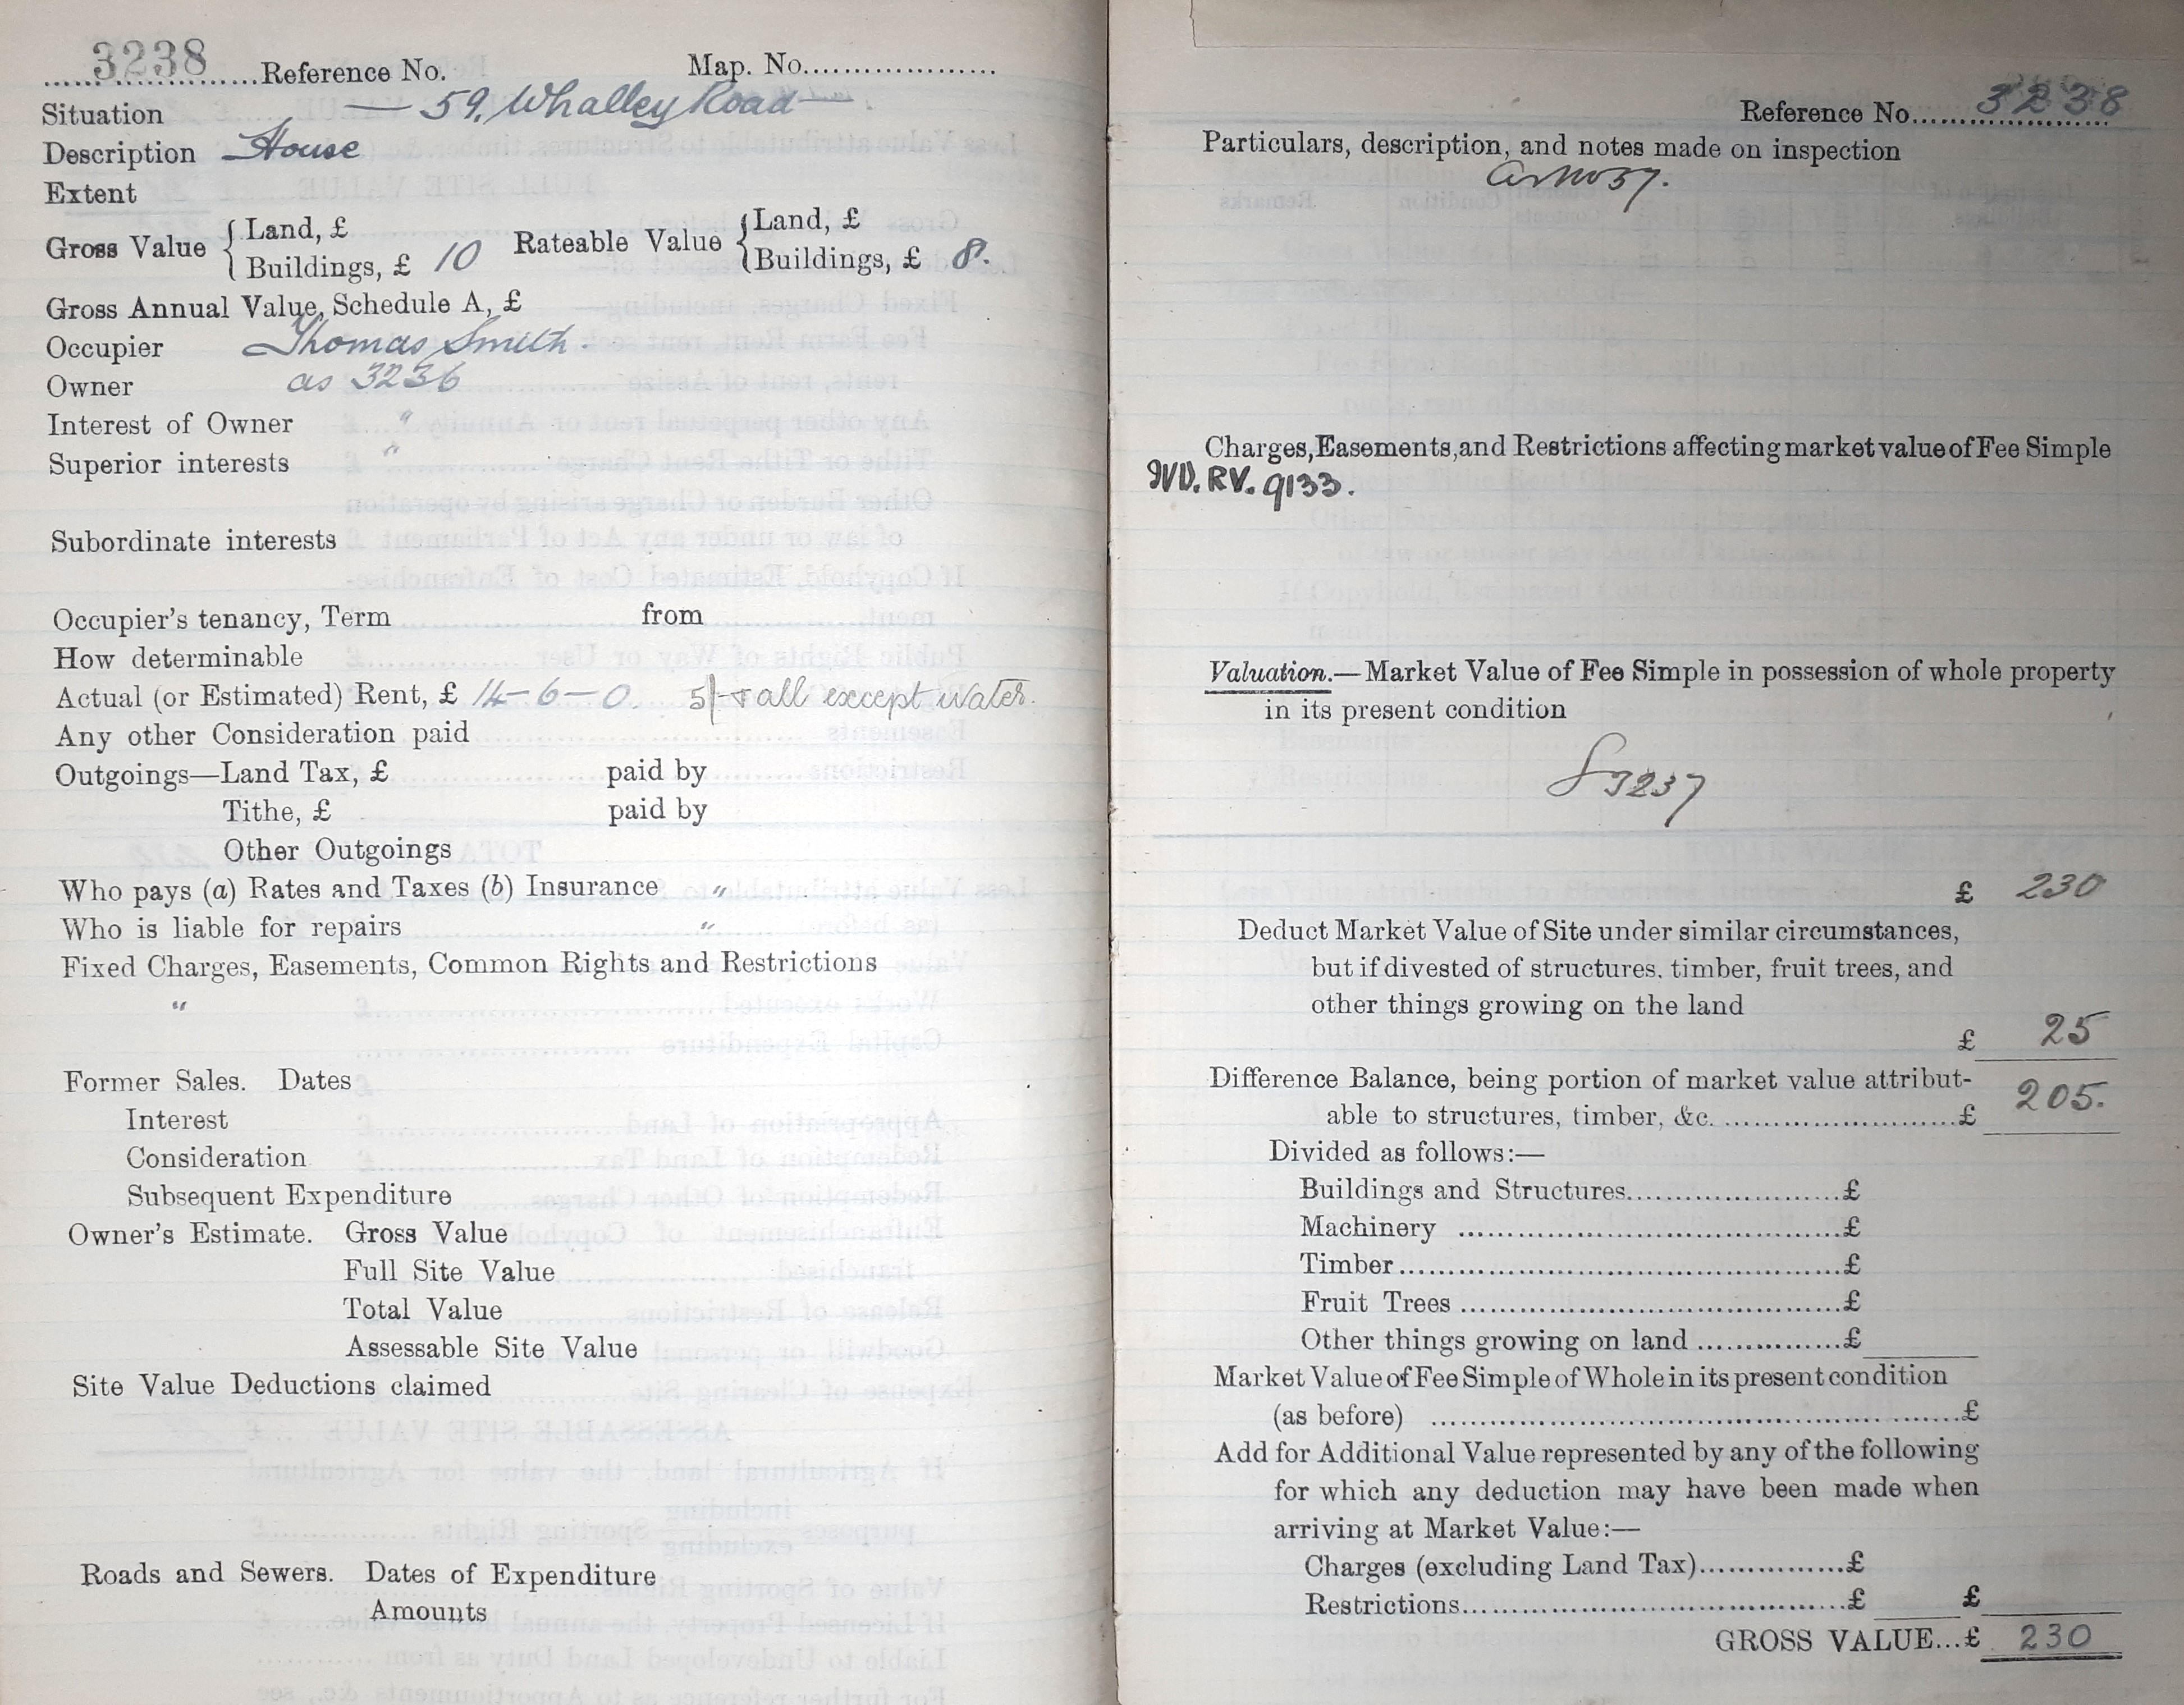 3238 Reference No. Map. No....................
Situation — 59, Whalley Road —
Description House
Extent
Gross Value { Land, £ Rateable Value { Land, £
Buildings, £ 10 Buildings, £ 8.
Gross Annual Value, Schedule A, £
Occupier Thomas Smith.
Owner as 3236
Interest of Owner "
Superior interests "
Subordinate interests
Occupier's tenancy, Term from
How determinable
Actual (or Estimated) Rent, £ 14-6-0. 5/- + all except water.
Any other Consideration paid
Outgoings—Land Tax, £ paid by
Tithe, £ paid by
Other Outgoings
Who pays (a) Rates and Taxes (b) Insurance "
Who is liable for repairs "
Fixed Charges, Easements, Common Rights and Restrictions
"
Former Sales. Dates
Interest
Consideration
Subsequent Expenditure
Owner's Estimate. Gross Value
Full Site Value
Total Value
Assessable Site Value
Site Value Deductions claimed
Roads and Sewers. Dates of Expenditure
Amounts
Reference No. 3238
Particulars, description, and notes made on inspection
as No 57.
Charges, Easements, and Restrictions affecting market value of Fee Simple
RV. 9133.
Valuation.—Market Value of Fee Simple in possession of whole property
in its present condition
3237
£ 230
Deduct Market Value of Site under similar circumstances,
but if divested of structures. timber, fruit trees, and
other things growing on the land
£ 25
Difference Balance, being portion of market value attribut-
able to structures, timber, &c. ..........................£ 205.
Divided as follows:—
Buildings and Structures........................£
Machinery ..........................................£
Timber.................................................£
Fruit Trees ..........................................£
Other things growing on land ................£
Market Value of Fee Simple of Whole in its present condition
(as before) ......................................................£
Add for Additional Value represented by any of the following
for which any deduction may have been made when
arriving at Market Value:—
Charges (excluding Land Tax)................£
Restrictions..........................................£ £
GROSS VALUE...£ 230